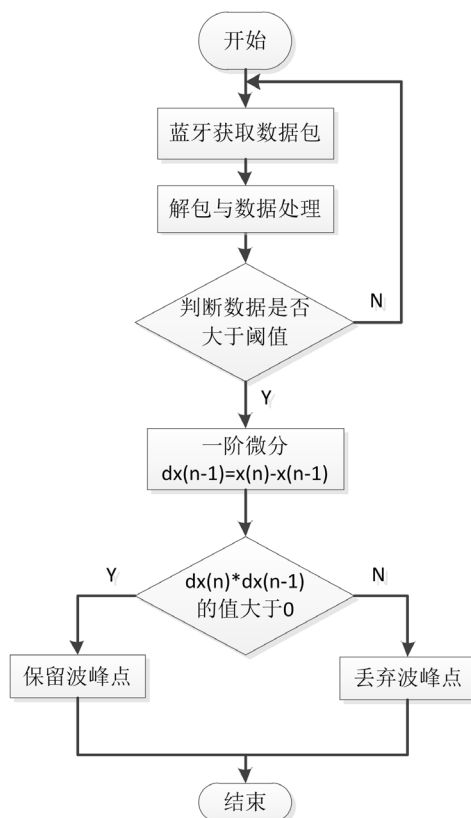 开始
蓝牙获取数据包
解包与数据处理
判断数据是否
大于阈值
N
Y
一阶微分
dx(n-1)=x(n)-x(n-1)
dx(n)*dx(n-1)
的值大于0
Y
N
保留波峰点
丢弃波峰点
结束